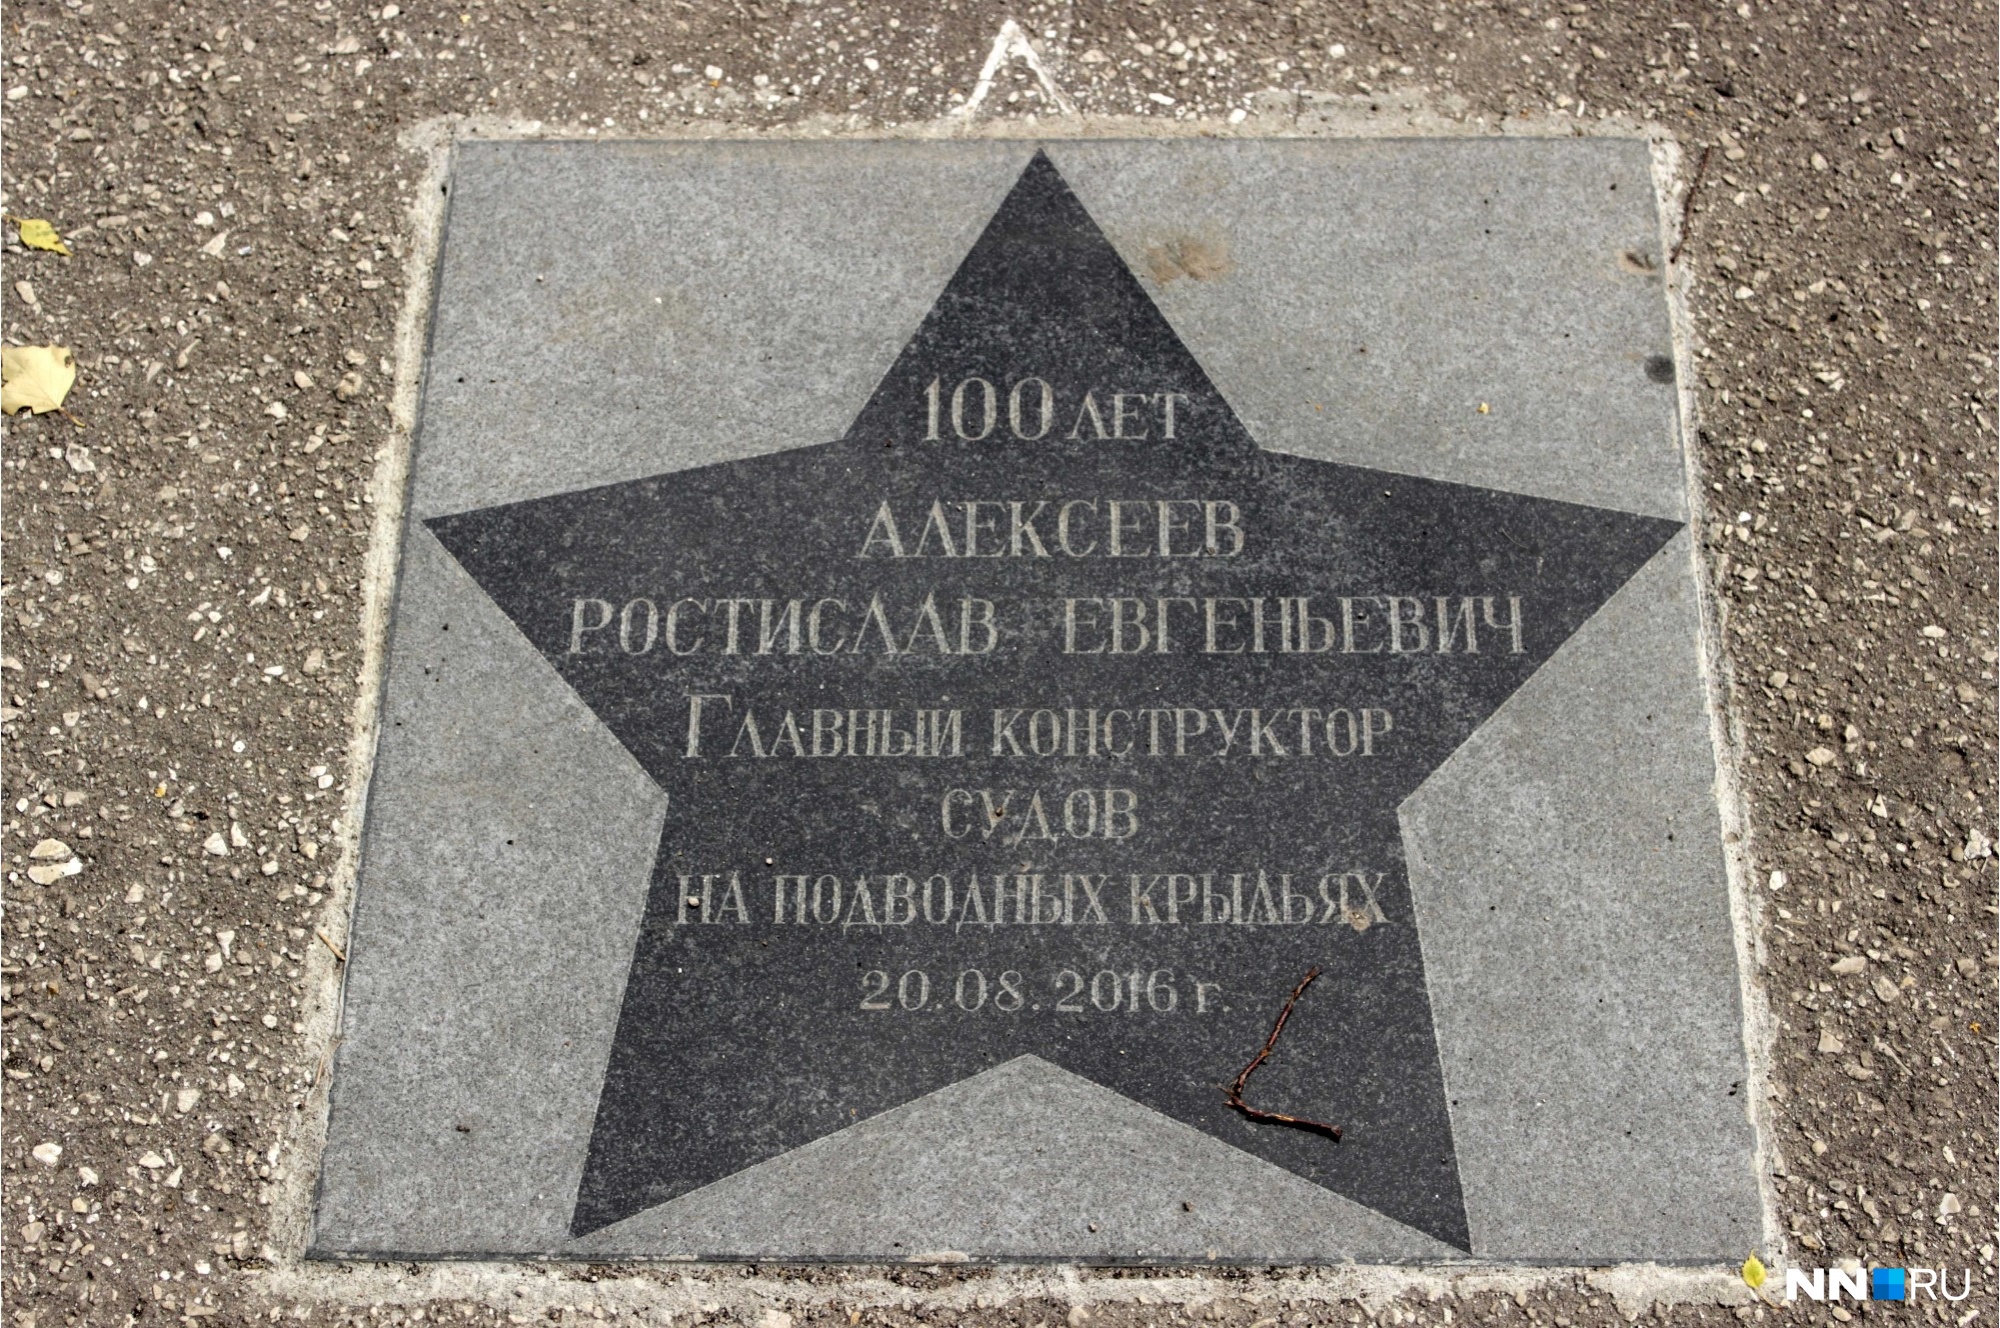 100 ЛЕТ
АЛЕКСЕЕВ
РОСТИСЛАВ ЕВГЕНЬЕВИЧ
ГЛАВНЫЙ КОНСТРУКТОР
СУДОВ
НА ПОДВОДНЫХ КРЫЛЬЯХ
20.08.2016 г.
NN RU